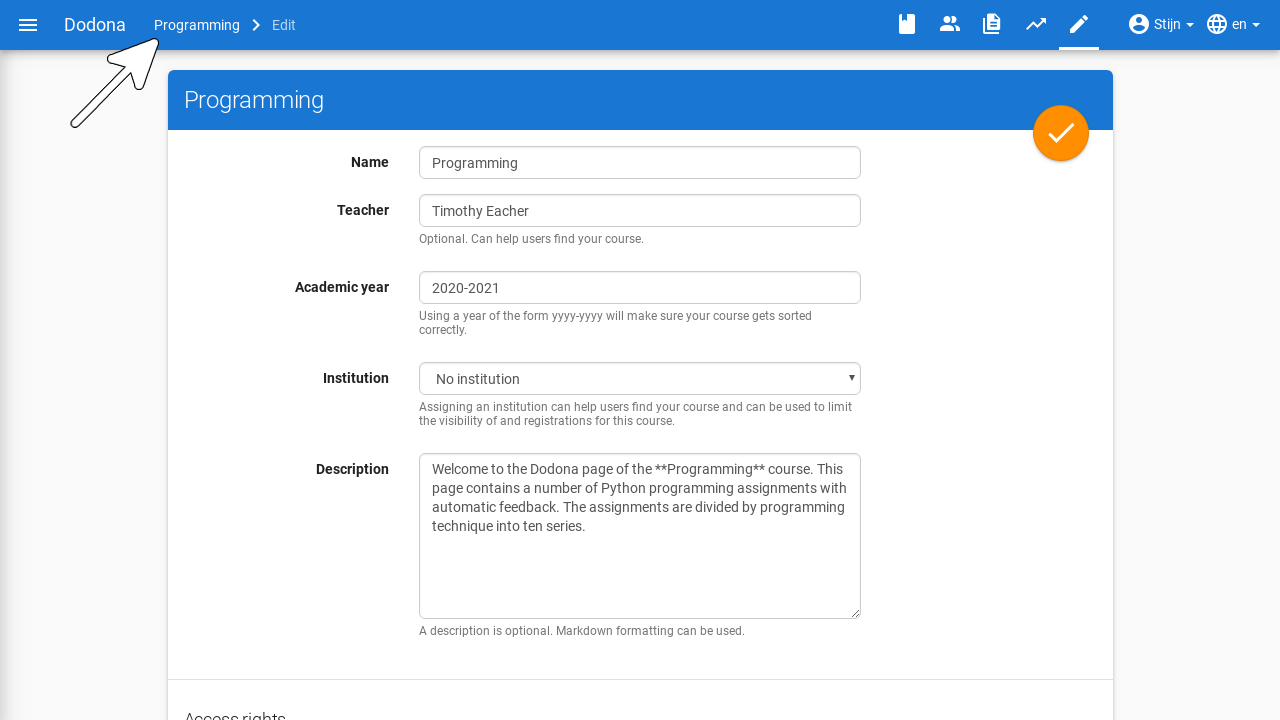 Dodona Programming Edit Stijn en
Programming
Name Programming
Teacher Timothy Eacher
Optional. Can help users find your course.
Academic year 2020-2021
Using a year of the form yyyy-yyyy will make sure your course gets sorted
correctly.
Institution No institution
Assigning an institution can help users find your course and can be used to limit
the visibility of and registrations for this course.
Description Welcome to the Dodona page of the **Programming** course. This
page contains a number of Python programming assignments with
automatic feedback. The assignments are divided by programming
technique into ten series.
A description is optional. Markdown formatting can be used.
Access rights